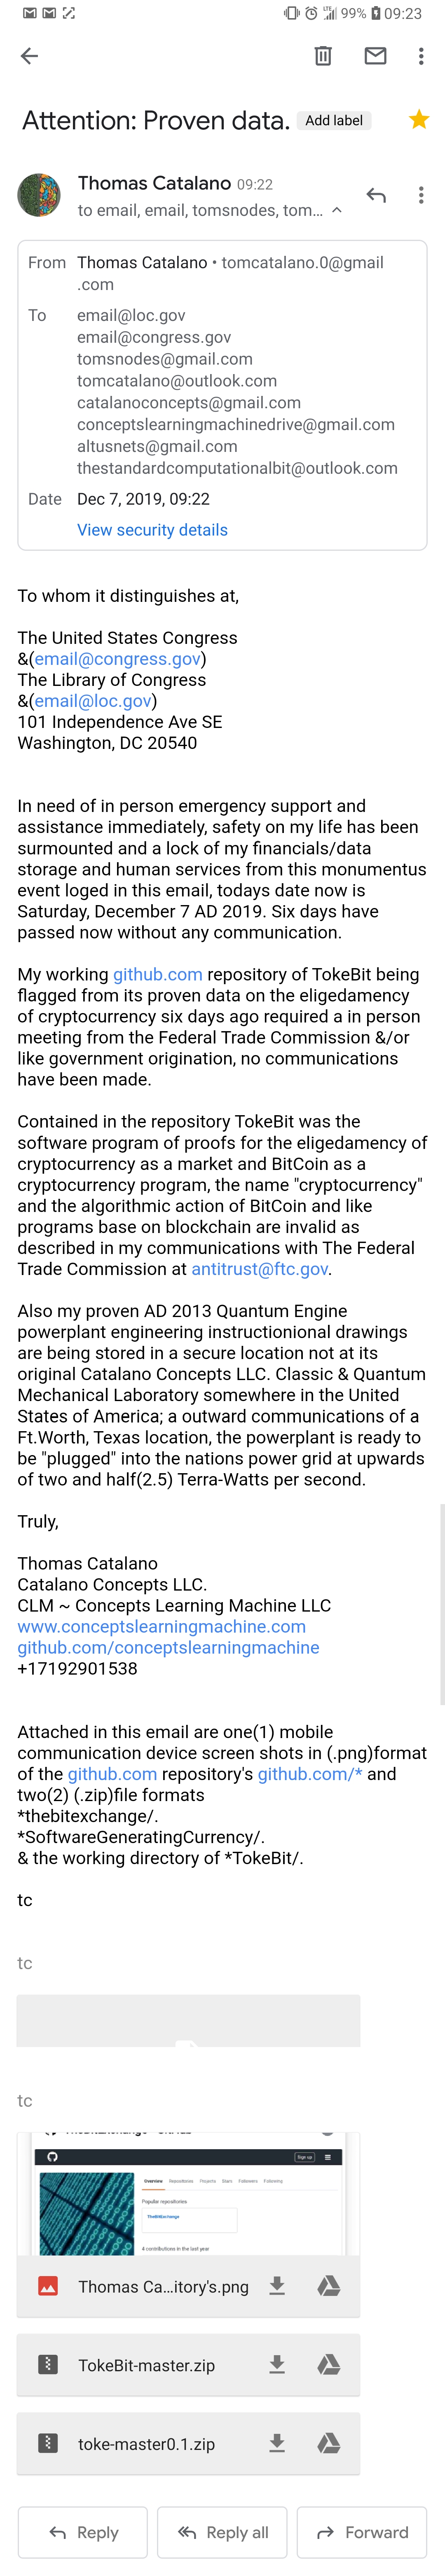 99% 09:23
Attention: Proven data. Add label
Thomas Catalano 09:22
to email, email, tomsnodes, tom...
From Thomas Catalano • tomcatalano.0@gmail
.com
To email@loc.gov
email@congress.gov
tomsnodes@gmail.com
tomcatalano@outlook.com
catalanoconcepts@gmail.com
conceptslearningmachinedrive@gmail.com
altusnets@gmail.com
thestandardcomputationalbit@outlook.com
Date Dec 7, 2019, 09:22
View security details
To whom it distinguishes at,
The United States Congress
&(email@congress.gov)
The Library of Congress
&(email@loc.gov)
101 Independence Ave SE
Washington, DC 20540
In need of in person emergency support and
assistance immediately, safety on my life has been
surmounted and a lock of my financials/data
storage and human services from this monumentus
event loged in this email, todays date now is
Saturday, December 7 AD 2019. Six days have
passed now without any communication.
My working github.com repository of TokeBit being
flagged from its proven data on the eligedamency
of cryptocurrency six days ago required a in person
meeting from the Federal Trade Commission &/or
like government origination, no communications
have been made.
Contained in the repository TokeBit was the
software program of proofs for the eligedamency of
cryptocurrency as a market and BitCoin as a
cryptocurrency program, the name "cryptocurrency"
and the algorithmic action of BitCoin and like
programs base on blockchain are invalid as
described in my communications with The Federal
Trade Commission at antitrust@ftc.gov.
Also my proven AD 2013 Quantum Engine
powerplant engineering instructionional drawings
are being stored in a secure location not at its
original Catalano Concepts LLC. Classic & Quantum
Mechanical Laboratory somewhere in the United
States of America; a outward communications of a
Ft.Worth, Texas location, the powerplant is ready to
be "plugged" into the nations power grid at upwards
of two and half(2.5) Terra-Watts per second.
Truly,
Thomas Catalano
Catalano Concepts LLC.
CLM ~ Concepts Learning Machine LLC
www.conceptslearningmachine.com
github.com/conceptslearningmachine
+17192901538
Attached in this email are one(1) mobile
communication device screen shots in (.png)format
of the github.com repository's github.com/* and
two(2) (.zip)file formats
*thebitexchange/.
*SoftwareGeneratingCurrency/.
& the working directory of *TokeBit/.
tc
tc
tc
Sign up
Overview Repositories Projects Stars Followers Following
Popular repositories
TheBitExchange
4 contributions in the last year
Thomas Ca...itory's.png
TokeBit-master.zip
toke-master0.1.zip
Reply Reply all Forward